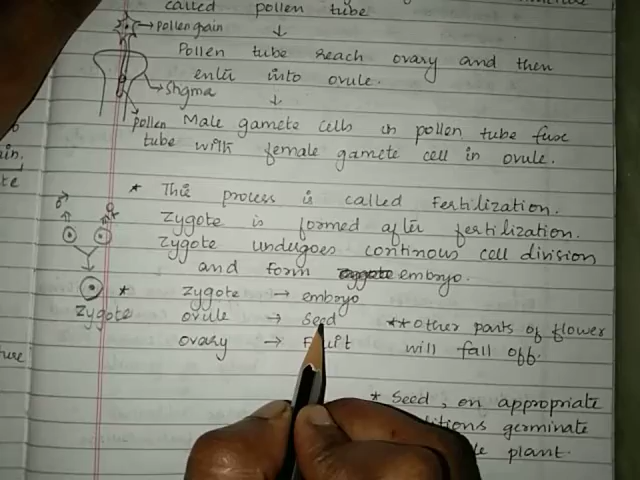 called pollen tube
→ pollen grain
↓
Pollen tube reach ovary and then
enter into ovule.
→ Stigma
↓
pollen tube
Male gamete cells in pollen tube fuse
with female gamete cell in ovule.
* This process is called Fertilization.
Zygote is formed after fertilization.
Zygote undergoes continous cell division
and form embryo.
* zygote → embryo
Zygote
ovule → Seed
** Other parts of flower
ovary → Fruit
will fall off.
* Seed, on appropriate
germinate
plant.